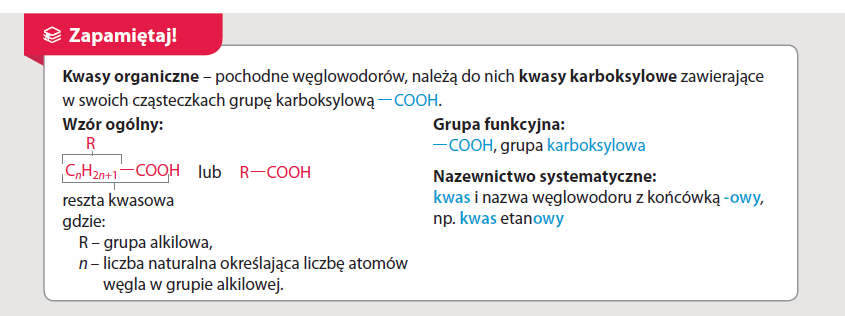 Zapamiętaj!
Kwasy organiczne – pochodne węglowodorów, należą do nich kwasy karboksylowe zawierające
w swoich cząsteczkach grupę karboksylową —COOH.
Wzór ogólny:
R
CₙH₂ₙ₊₁—COOH lub R—COOH
reszta kwasowa
gdzie:
R – grupa alkilowa,
n – liczba naturalna określająca liczbę atomów
węgla w grupie alkilowej.
Grupa funkcyjna:
—COOH, grupa karboksylowa
Nazewnictwo systematyczne:
kwas i nazwa węglowodoru z końcówką -owy,
np. kwas etanowy